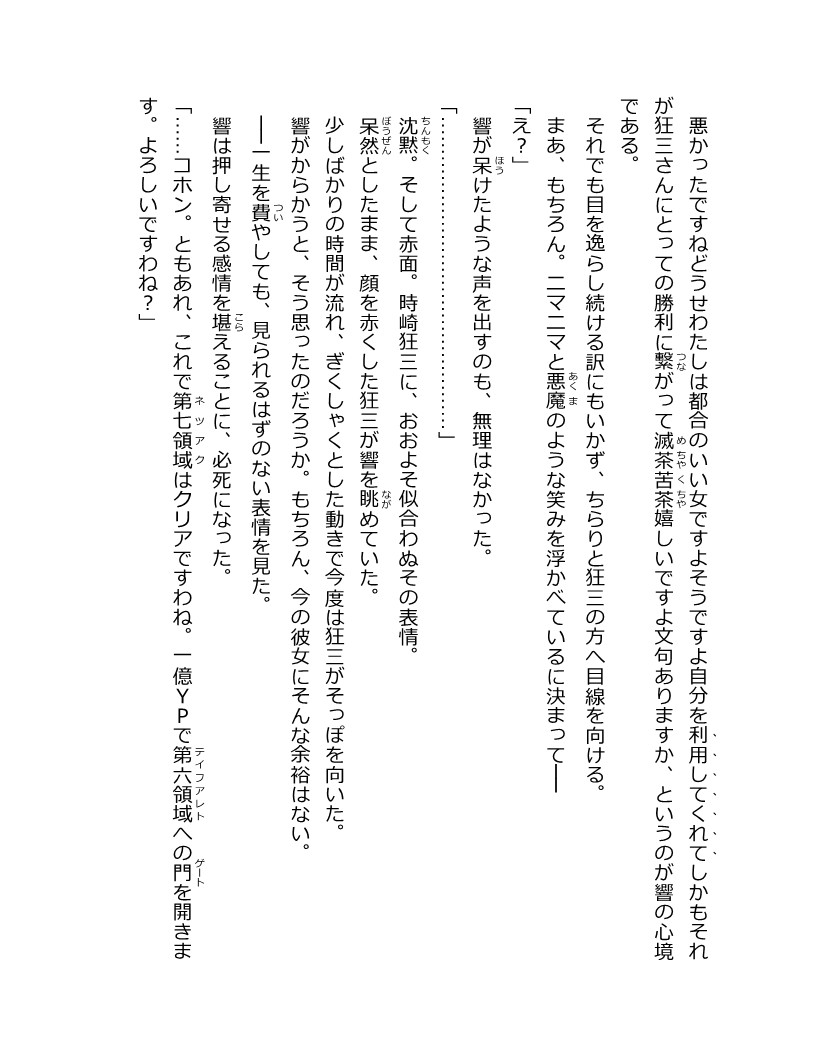 悪かったですねどうせわたしは都合のいい女ですよそうですよ自分を利用してくれてしかもそれ
が狂三さんにとっての勝利に繋がって滅茶苦茶嬉しいですよ文句ありますか、というのが響の心境
である。
それでも目を逸らし続ける訳にもいかず、ちらりと狂三の方へ目線を向ける。
まあ、もちろん。ニマニマと悪魔のような笑みを浮かべているに決まって──
「え？」
響が呆けたような声を出すのも、無理はなかった。
「……………………………………………」
沈黙。そして赤面。時崎狂三に、おおよそ似合わぬその表情。
呆然としたまま、顔を赤くした狂三が響を眺めていた。
少しばかりの時間が流れ、ぎくしゃくとした動きで今度は狂三がそっぽを向いた。
響がからかうと、そう思ったのだろうか。もちろん、今の彼女にそんな余裕はない。
──一生を費やしても、見られるはずのない表情を見た。
響は押し寄せる感情を堪えることに、必死になった。
「……コホン。ともあれ、これで第七領域はクリアですわね。一億ＹＰで第六領域への門を開きま
す。よろしいですわね？」